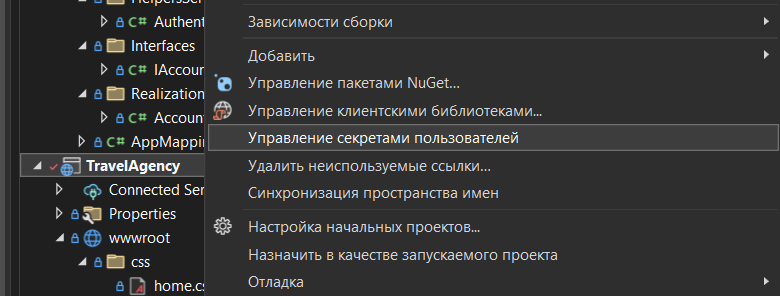 HelpersSer
Authent
Interfaces
IAccoun
Realization
Account
AppMappin
TravelAgency
Connected Ser
Properties
wwwroot
css
home.cs
Зависимости сборки
Добавить
Управление пакетами NuGet...
Управление клиентскими библиотеками...
Управление секретами пользователей
Удалить неиспользуемые ссылки...
Синхронизация пространства имен
Настройка начальных проектов...
Назначить в качестве запускаемого проекта
Отладка